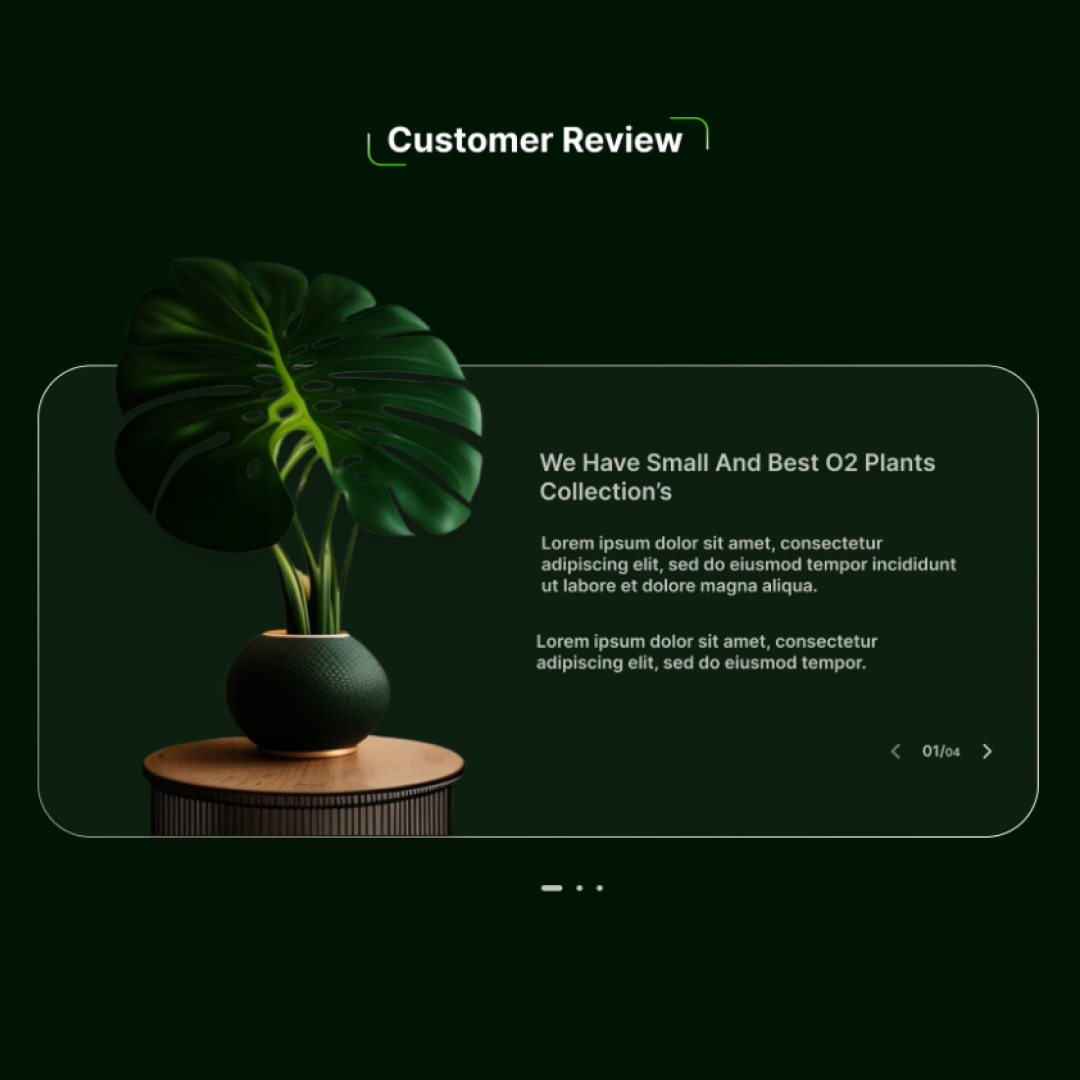 Customer Review
We Have Small And Best O2 Plants
Collection’s
Lorem ipsum dolor sit amet, consectetur
adipiscing elit, sed do eiusmod tempor incididunt
ut labore et dolore magna aliqua.
Lorem ipsum dolor sit amet, consectetur
adipiscing elit, sed do eiusmod tempor.
01/04